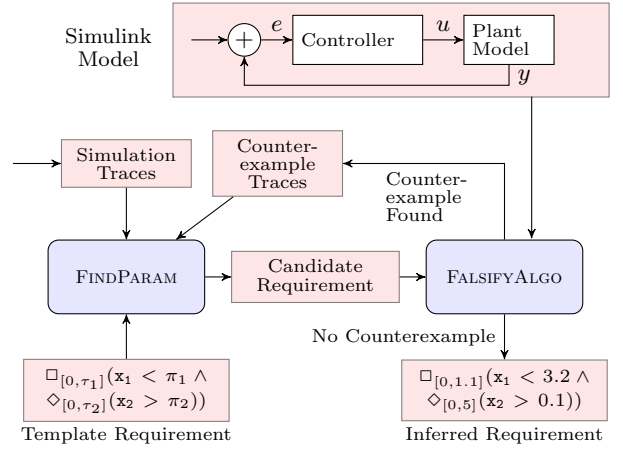 Simulink
Model
+
e
Controller
u
Plant
Model
y
Simulation
Traces
Counter-
example
Traces
Counter-
example
Found
FINDPARAM
Candidate
Requirement
FALSIFYALGO
No Counterexample
□[0,τ1](x1 < π1 ∧
◇[0,τ2](x2 > π2))
Template Requirement
□[0,1.1](x1 < 3.2 ∧
◇[0,5](x2 > 0.1))
Inferred Requirement